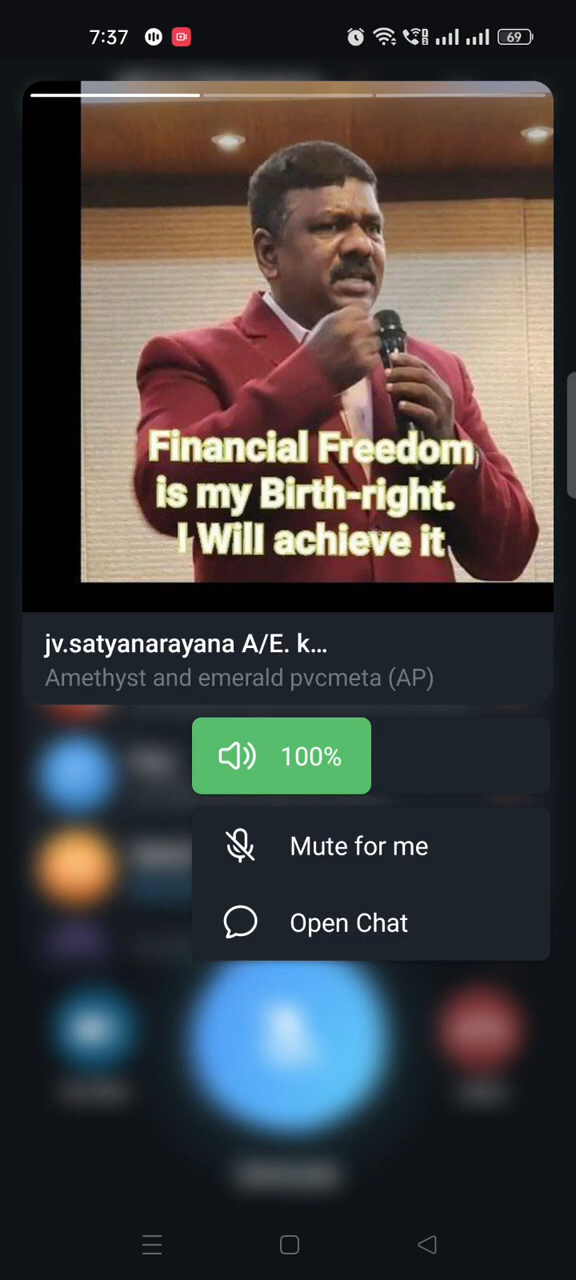 7:37
69
Financial Freedom
is my Birth-right.
I Will achieve it
jv.satyanarayana A/E. k...
Amethyst and emerald pvcmeta (AP)
100%
Mute for me
Open Chat